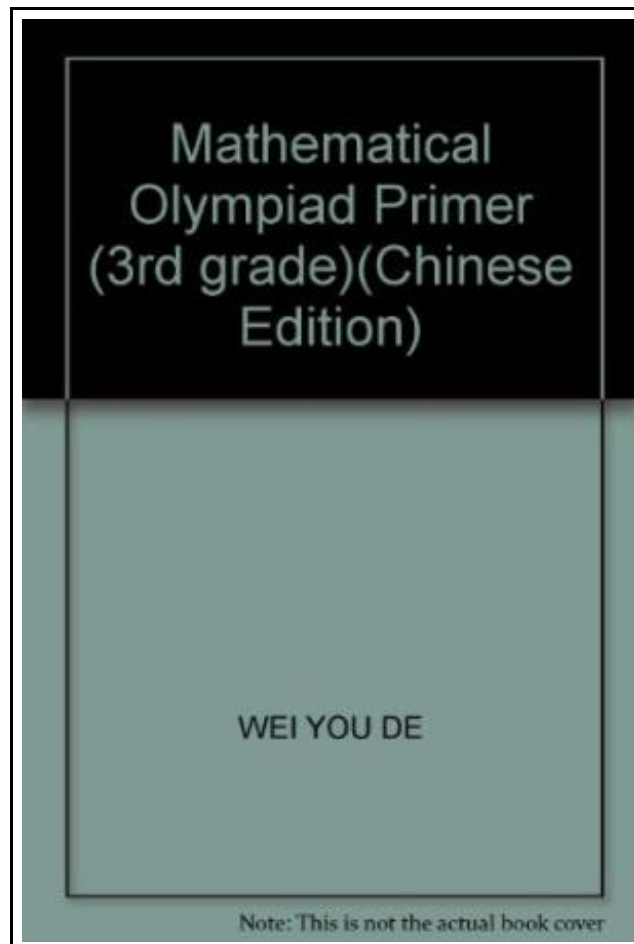 Mathematical
Olympiad Primer
(3rd grade)(Chinese
Edition)
WEI YOU DE
Note: This is not the actual book cover